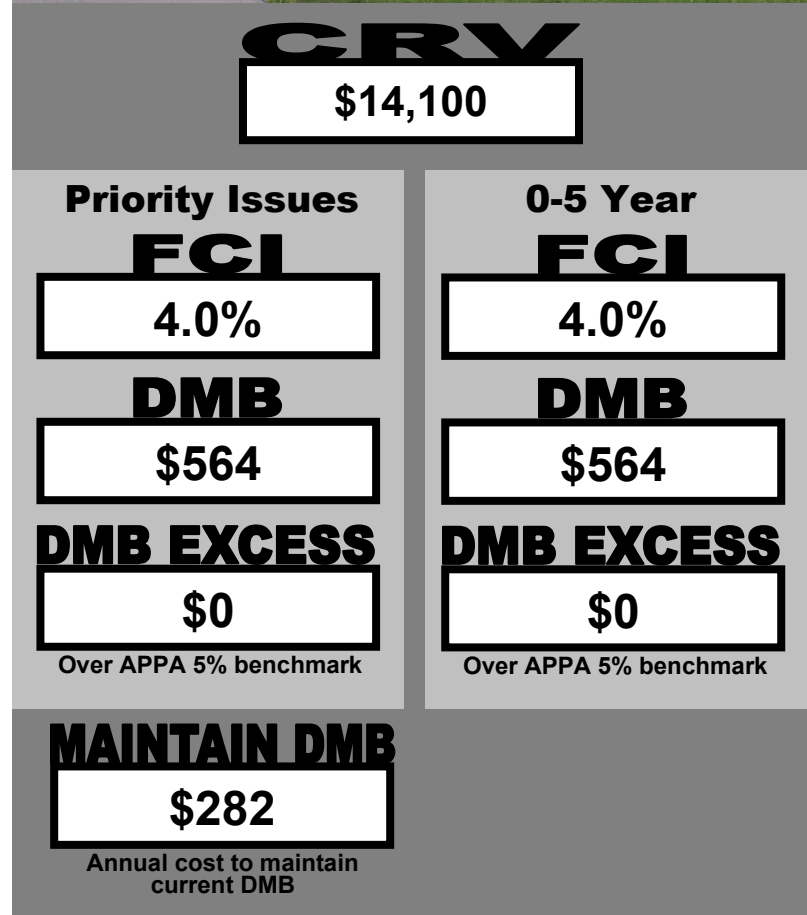 CRV
$14,100
Priority Issues
FCI
4.0%
DMB
$564
DMB EXCESS
$0
Over APPA 5% benchmark
0-5 Year
FCI
4.0%
DMB
$564
DMB EXCESS
$0
Over APPA 5% benchmark
MAINTAIN DMB
$282
Annual cost to maintain
current DMB